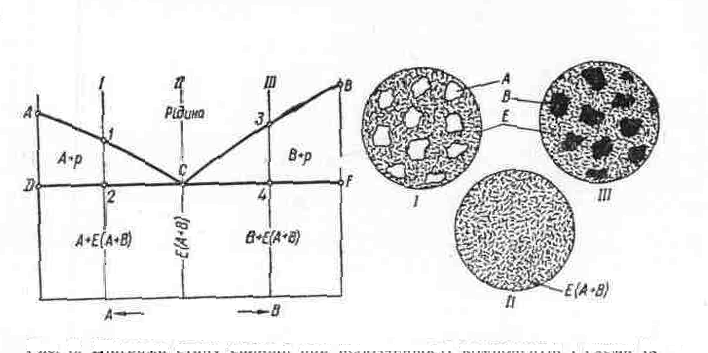 I II III
A 1 Рідина 3 B
A+p C B+p
D 2 4 F
A+E(A+B) E(A+B) B+E(A+B)
A B
A
B
E
I III
II E(A+B)